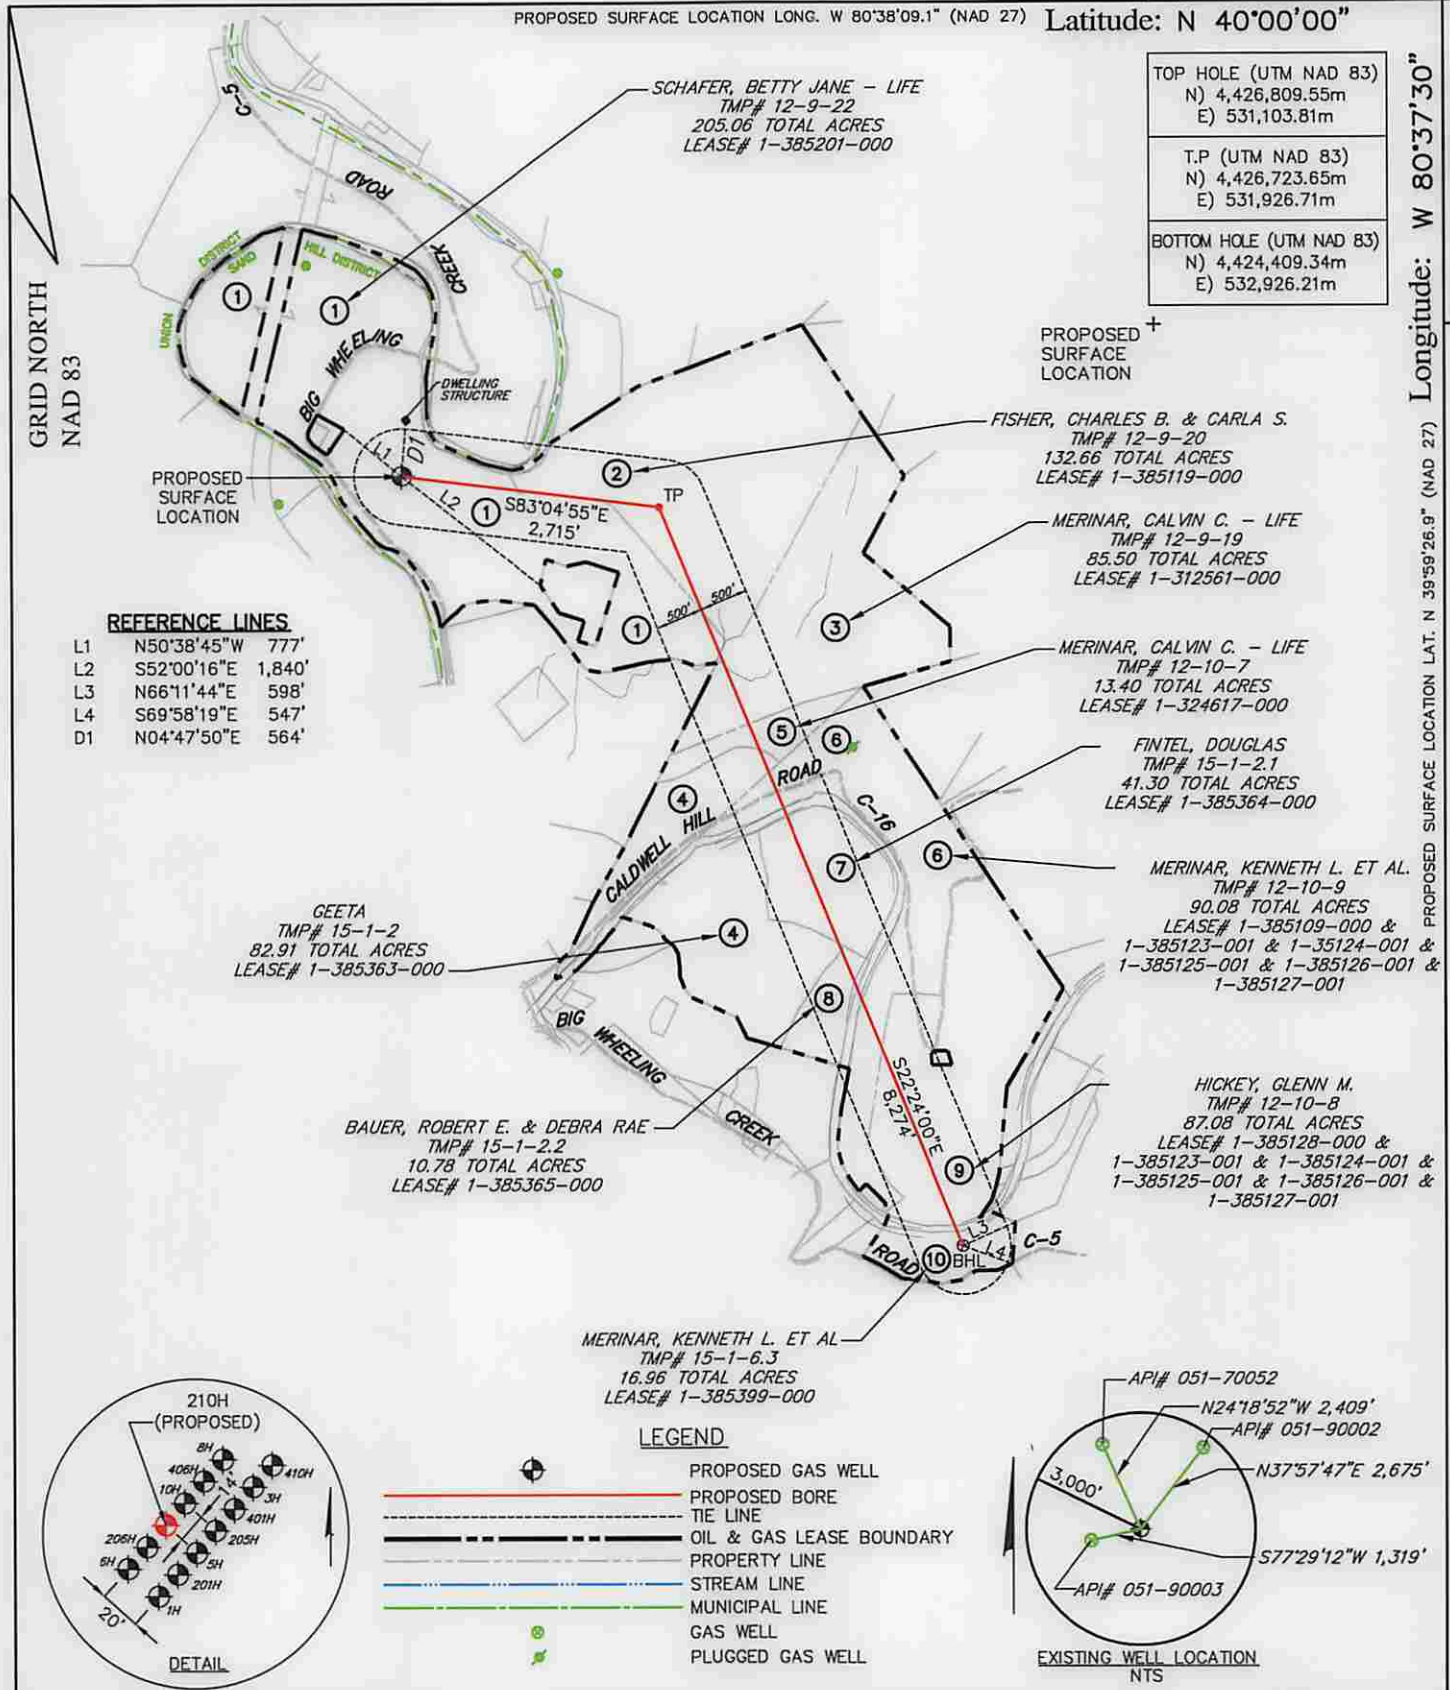 PROPOSED SURFACE LOCATION LONG. W 80°38'09.1" (NAD 27)
Latitude: N 40°00'00"
TOP HOLE (UTM NAD 83)
N) 4,426,809.55m
E) 531,103.81m
T.P (UTM NAD 83)
N) 4,426,723.65m
E) 531,926.71m
BOTTOM HOLE (UTM NAD 83)
N) 4,424,409.34m
E) 532,926.21m
Longitude: W 80°37'30"
PROPOSED SURFACE LOCATION LAT. N 39°59'26.9" (NAD 27)
GRID NORTH
NAD 83
SCHAFER, BETTY JANE – LIFE
TMP# 12-9-22
205.06 TOTAL ACRES
LEASE# 1-385201-000
C-5
ROAD
CREEK
DISTRICT
SAND
HILL DISTRICT
UNION
1
1
WHEELING
BIG
DWELLING
STRUCTURE
PROPOSED
SURFACE
LOCATION
+
PROPOSED
SURFACE
LOCATION
L1
D1
L2
1
S83°04'55"E
2,715'
2
TP
FISHER, CHARLES B. & CARLA S.
TMP# 12-9-20
132.66 TOTAL ACRES
LEASE# 1-385119-000
MERINAR, CALVIN C. – LIFE
TMP# 12-9-19
85.50 TOTAL ACRES
LEASE# 1-312561-000
500'
500'
1
3
REFERENCE LINES
L1 N50°38'45"W 777'
L2 S52°00'16"E 1,840'
L3 N66°11'44"E 598'
L4 S69°58'19"E 547'
D1 N04°47'50"E 564'
MERINAR, CALVIN C. – LIFE
TMP# 12-10-7
13.40 TOTAL ACRES
LEASE# 1-324617-000
5
6
FINTEL, DOUGLAS
TMP# 15-1-2.1
41.30 TOTAL ACRES
LEASE# 1-385364-000
4
CALDWELL HILL ROAD
C-16
7
6
MERINAR, KENNETH L. ET AL.
TMP# 12-10-9
90.08 TOTAL ACRES
LEASE# 1-385109-000 &
1-385123-001 & 1-35124-001 &
1-385125-001 & 1-385126-001 &
1-385127-001
GEETA
TMP# 15-1-2
82.91 TOTAL ACRES
LEASE# 1-385363-000
4
8
BIG
WHEELING
CREEK
S22°24'00"E
8,274'
HICKEY, GLENN M.
TMP# 12-10-8
87.08 TOTAL ACRES
LEASE# 1-385128-000 &
1-385123-001 & 1-385124-001 &
1-385125-001 & 1-385126-001 &
1-385127-001
BAUER, ROBERT E. & DEBRA RAE
TMP# 15-1-2.2
10.78 TOTAL ACRES
LEASE# 1-385365-000
9
L3
L4
C-5
ROAD
10
BHL
MERINAR, KENNETH L. ET AL
TMP# 15-1-6.3
16.96 TOTAL ACRES
LEASE# 1-385399-000
210H
(PROPOSED)
8H
406H
10H
410H
14'
3H
401H
206H
205H
6H
5H
201H
1H
20'
DETAIL
LEGEND
PROPOSED GAS WELL
PROPOSED BORE
TIE LINE
OIL & GAS LEASE BOUNDARY
PROPERTY LINE
STREAM LINE
MUNICIPAL LINE
GAS WELL
PLUGGED GAS WELL
API# 051-70052
N24°18'52"W 2,409'
API# 051-90002
N37°57'47"E 2,675'
3,000'
S77°29'12"W 1,319'
API# 051-90003
EXISTING WELL LOCATION
NTS